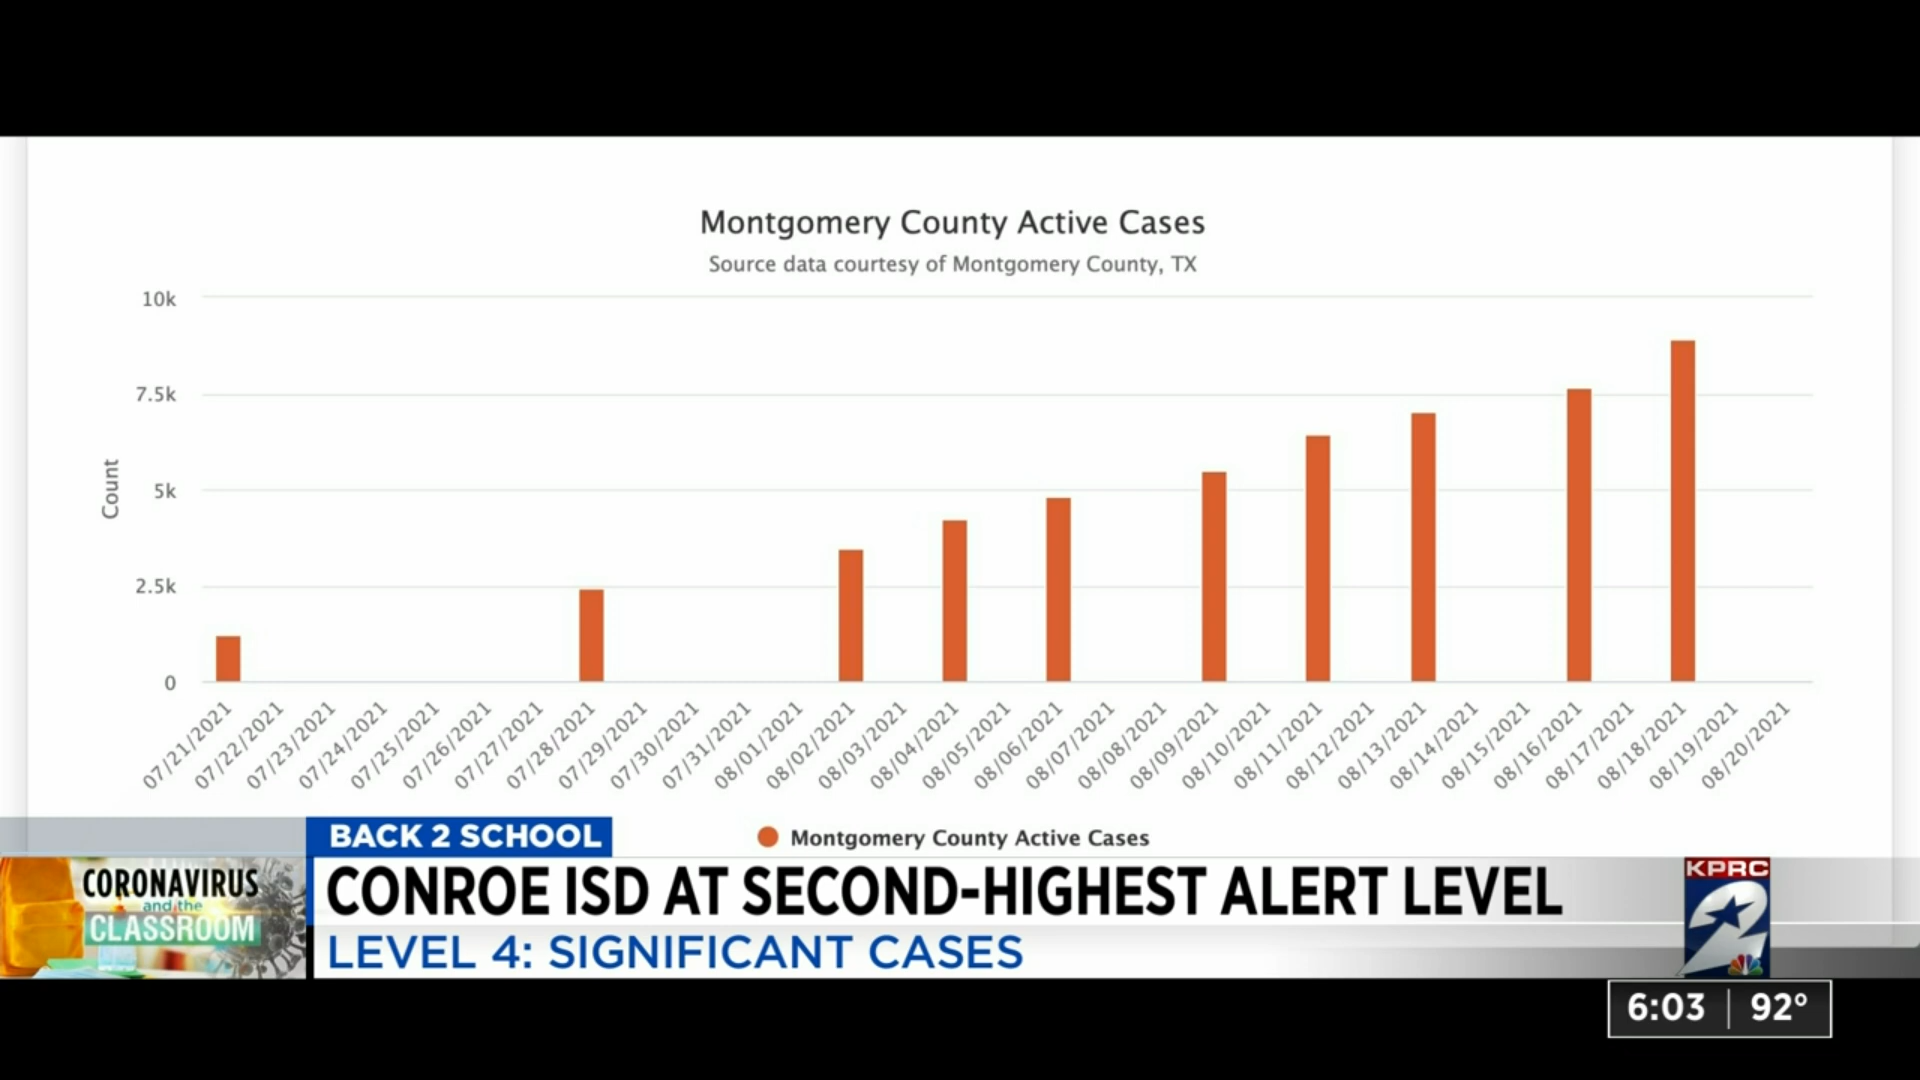 Montgomery County Active Cases
Source data courtesy of Montgomery County, TX
10k
7.5k
5k
2.5k
0
Count
07/21/2021
07/22/2021
07/23/2021
07/24/2021
07/25/2021
07/26/2021
07/27/2021
07/28/2021
07/29/2021
07/30/2021
07/31/2021
08/01/2021
08/02/2021
08/03/2021
08/04/2021
08/05/2021
08/06/2021
08/07/2021
08/08/2021
08/09/2021
08/10/2021
08/11/2021
08/12/2021
08/13/2021
08/14/2021
08/15/2021
08/16/2021
08/17/2021
08/18/2021
08/19/2021
08/20/2021
Montgomery County Active Cases
BACK 2 SCHOOL
CORONAVIRUS
and the
CLASSROOM
CONROE ISD AT SECOND-HIGHEST ALERT LEVEL
LEVEL 4: SIGNIFICANT CASES
KPRC
2
6:03 | 92°